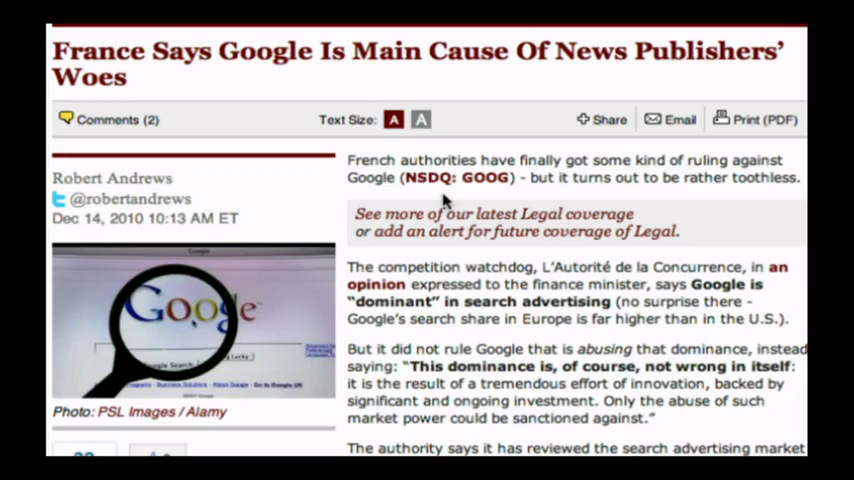 France Says Google Is Main Cause Of News Publishers’
Woes
Comments (2)
Text Size: A A
Share
Email
Print (PDF)
Robert Andrews
@robertandrews
Dec 14, 2010 10:13 AM ET
Google
Google
Google Search
Lucky
Business Solutions
About Google
Photo: PSL Images / Alamy
French authorities have finally got some kind of ruling against
Google (NSDQ: GOOG) - but it turns out to be rather toothless.
See more of our latest Legal coverage
or add an alert for future coverage of Legal.
The competition watchdog, L’Autorité de la Concurrence, in an
opinion expressed to the finance minister, says Google is
“dominant” in search advertising (no surprise there -
Google’s search share in Europe is far higher than in the U.S.).
But it did not rule Google that is abusing that dominance, instead
saying: “This dominance is, of course, not wrong in itself:
it is the result of a tremendous effort of innovation, backed by
significant and ongoing investment. Only the abuse of such
market power could be sanctioned against.”
The authority says it has reviewed the search advertising market